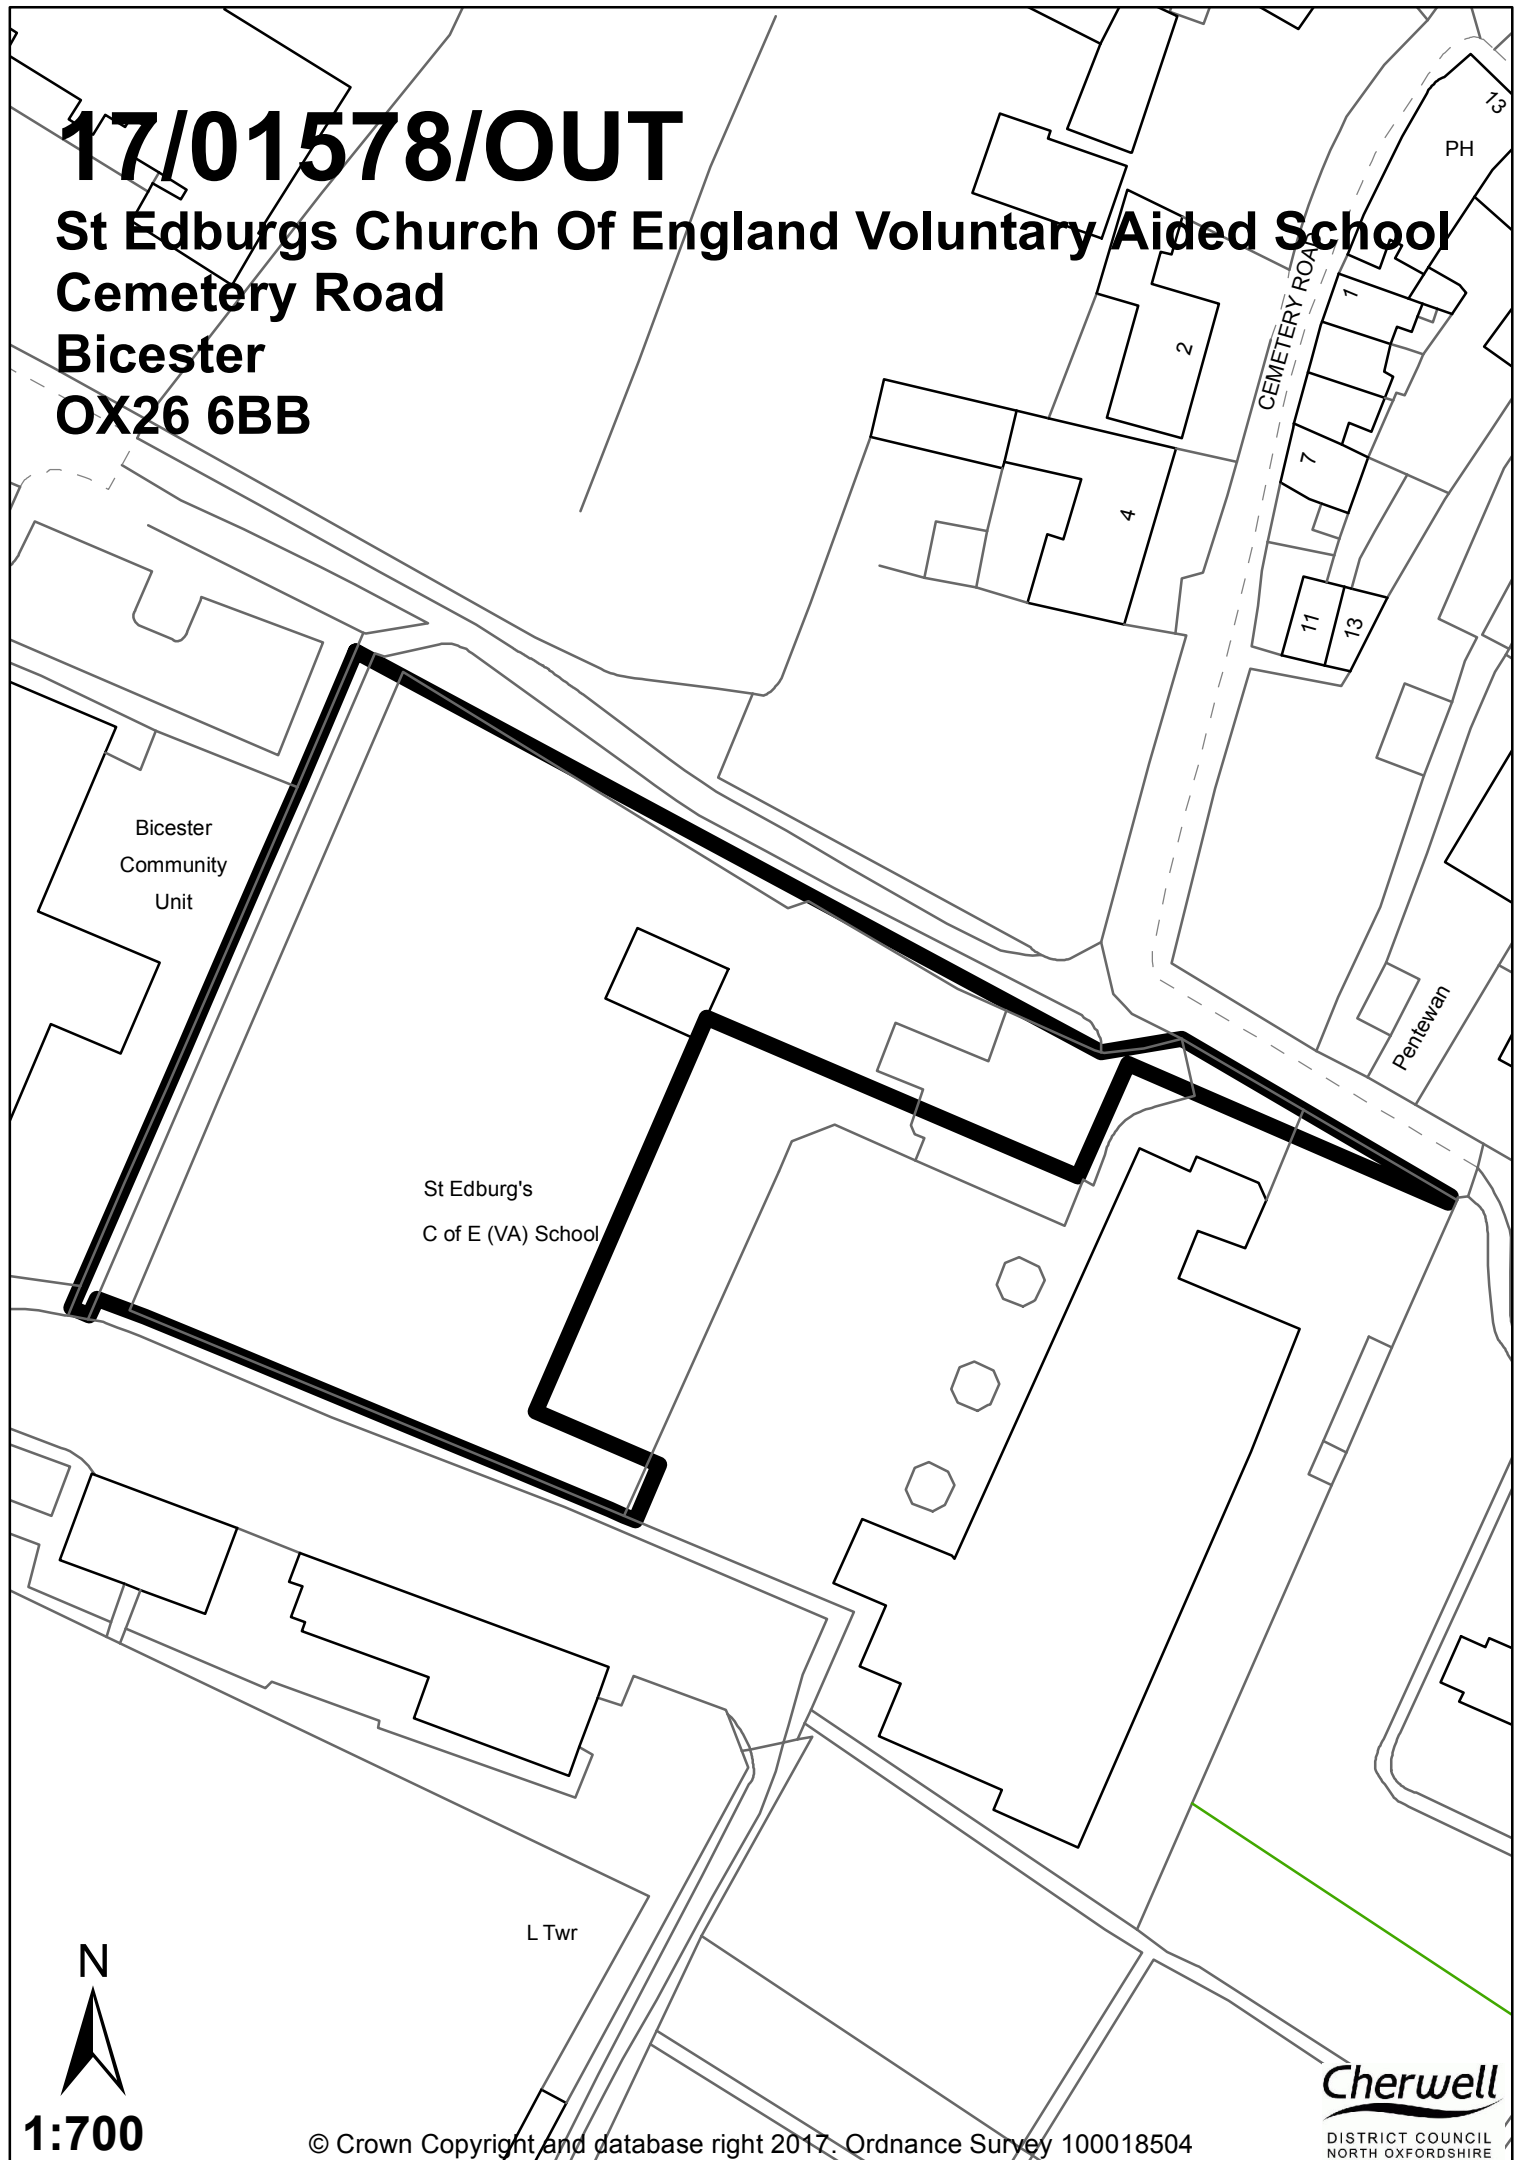 17/01578/OUT
St Edburgs Church Of England Voluntary Aided School
Cemetery Road
Bicester
OX26 6BB
13
PH
CEMETERY ROAD
1
2
7
4
11
13
Bicester
Community
Unit
Pentewan
St Edburg's
C of E (VA) School
L Twr
N
1:700
© Crown Copyright and database right 2017. Ordnance Survey 100018504
Cherwell
DISTRICT COUNCIL
NORTH OXFORDSHIRE